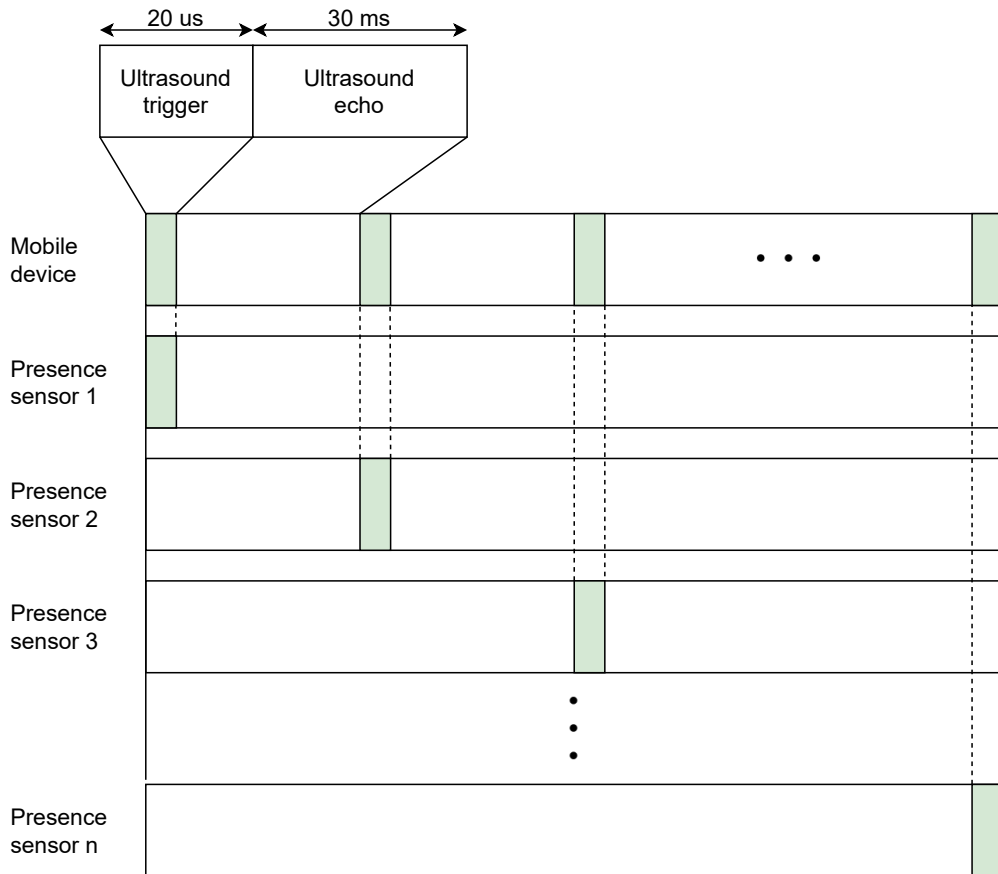 20 us
30 ms
Ultrasound
trigger
Ultrasound
echo
Mobile
device
Presence
sensor 1
Presence
sensor 2
Presence
sensor 3
Presence
sensor n